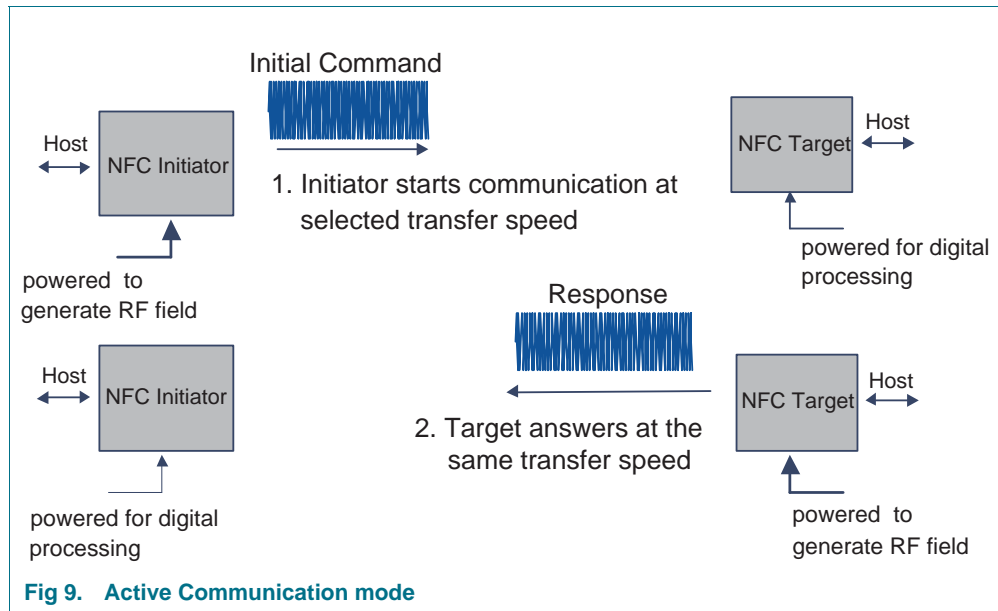 Initial Command
Host
NFC Initiator
NFC Target
Host
1. Initiator starts communication at
selected transfer speed
powered to
generate RF field
powered for digital
processing
Response
Host
NFC Initiator
NFC Target
Host
2. Target answers at the
same transfer speed
powered for digital
processing
powered to
generate RF field
Fig 9. Active Communication mode